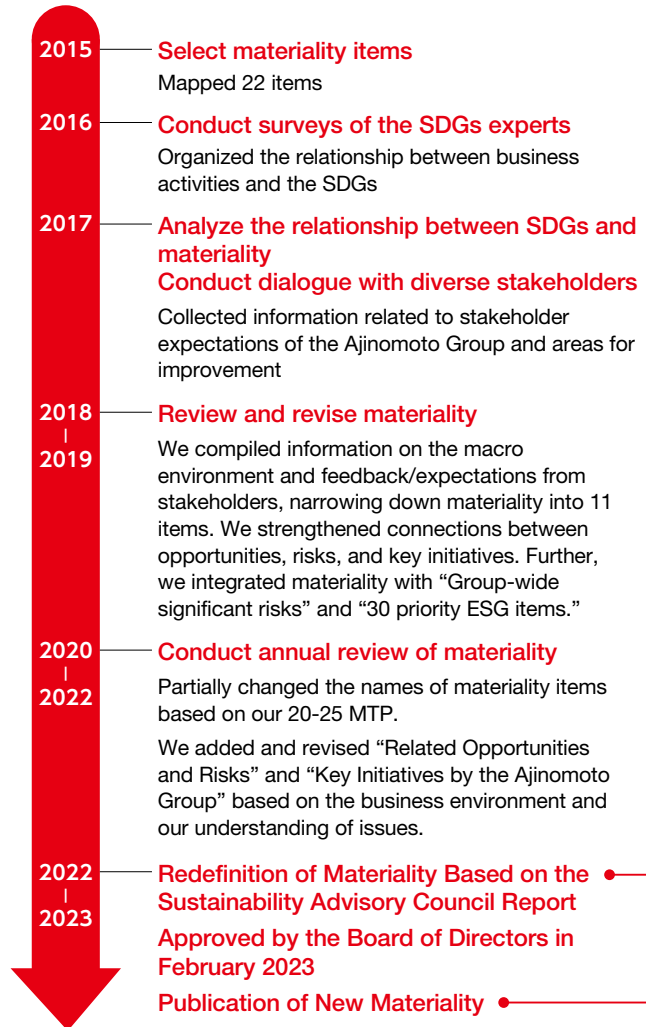 2015
Select materiality items
Mapped 22 items
2016
Conduct surveys of the SDGs experts
Organized the relationship between business
activities and the SDGs
2017
Analyze the relationship between SDGs and
materiality
Conduct dialogue with diverse stakeholders
Collected information related to stakeholder
expectations of the Ajinomoto Group and areas for
improvement
2018
|
2019
Review and revise materiality
We compiled information on the macro
environment and feedback/expectations from
stakeholders, narrowing down materiality into 11
items. We strengthened connections between
opportunities, risks, and key initiatives. Further,
we integrated materiality with “Group-wide
significant risks” and “30 priority ESG items.”
2020
|
2022
Conduct annual review of materiality
Partially changed the names of materiality items
based on our 20-25 MTP.
We added and revised “Related Opportunities
and Risks” and “Key Initiatives by the Ajinomoto
Group” based on the business environment and
our understanding of issues.
2022
|
2023
Redefinition of Materiality Based on the
Sustainability Advisory Council Report
Approved by the Board of Directors in
February 2023
Publication of New Materiality